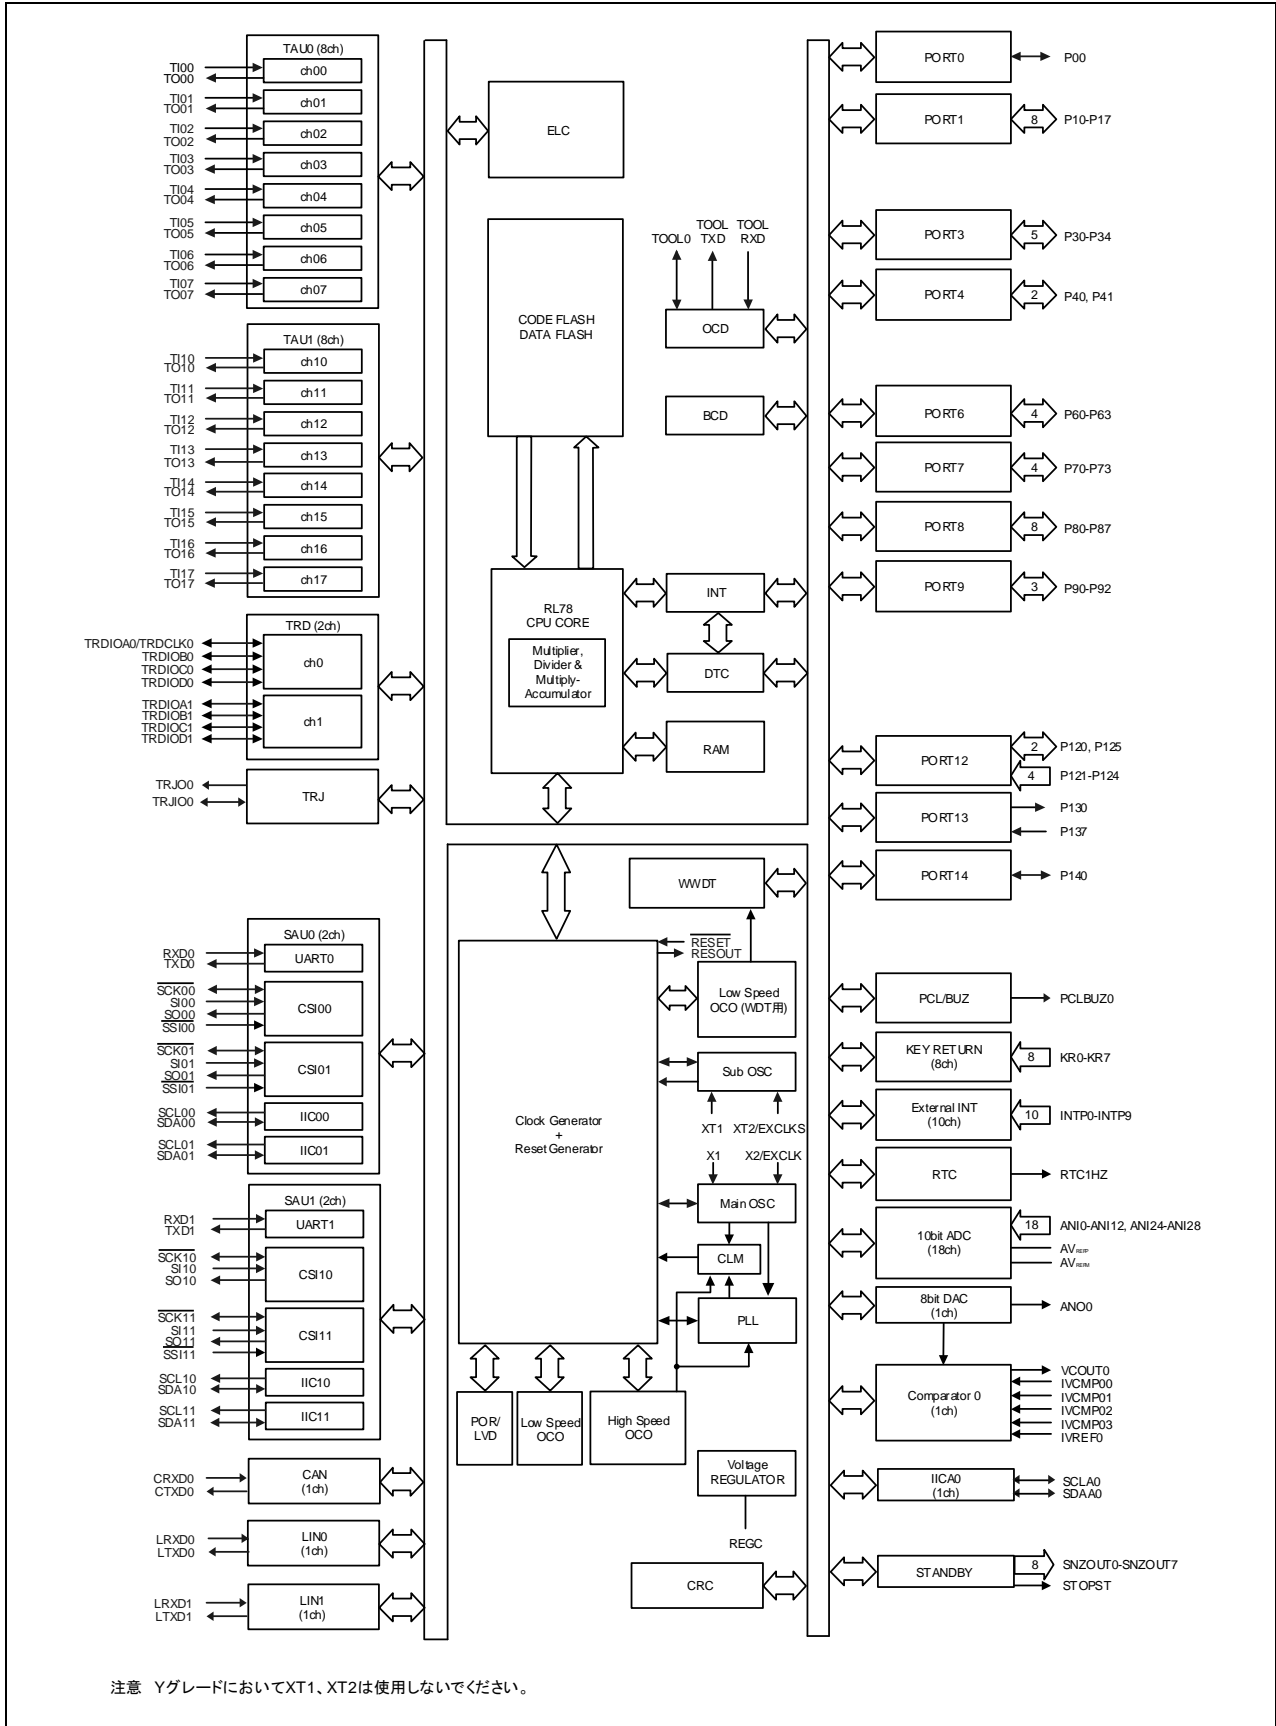 TAU0 (8ch)
TI00
TO00
ch00
TI01
TO01
ch01
TI02
TO02
ch02
TI03
TO03
ch03
TI04
TO04
ch04
TI05
TO05
ch05
TI06
TO06
ch06
TI07
TO07
ch07
TAU1 (8ch)
TI10
TO10
ch10
TI11
TO11
ch11
TI12
TO12
ch12
TI13
TO13
ch13
TI14
TO14
ch14
TI15
TO15
ch15
TI16
TO16
ch16
TI17
TO17
ch17
TRD (2ch)
TRDIOA0/TRDCLK0
TRDIOB0
TRDIOC0
TRDIOD0
ch0
TRDIOA1
TRDIOB1
TRDIOC1
TRDIOD1
ch1
TRJO0
TRJIO0
TRJ
SAU0 (2ch)
RXD0
TXD0
UART0
SCK00
SI00
SO00
SSI00
CSI00
SCK01
SI01
SO01
SSI01
CSI01
SCL00
SDA00
IIC00
SCL01
SDA01
IIC01
SAU1 (2ch)
RXD1
TXD1
UART1
SCK10
SI10
SO10
CSI10
SCK11
SI11
SO11
SSI11
CSI11
SCL10
SDA10
IIC10
SCL11
SDA11
IIC11
CRXD0
CTXD0
CAN
(1ch)
LRXD0
LTXD0
LIN0
(1ch)
LRXD1
LTXD1
LIN1
(1ch)
ELC
CODE FLASH
DATA FLASH
TOOL0
TOOL
TXD
TOOL
RXD
OCD
BCD
RL78
CPU CORE
Multiplier,
Divider &
Multiply-
Accumulator
INT
DTC
RAM
WWDT
RESET
RESOUT
Low Speed
OCO (WDT用)
Clock Generator
+
Reset Generator
Sub OSC
XT1
XT2/EXCLKS
X1
X2/EXCLK
Main OSC
CLM
PLL
POR/
LVD
Low Speed
OCO
High Speed
OCO
Voltage
REGULATOR
REGC
CRC
PORT0
P00
PORT1
8
P10-P17
PORT3
5
P30-P34
PORT4
2
P40, P41
PORT6
4
P60-P63
PORT7
4
P70-P73
PORT8
8
P80-P87
PORT9
3
P90-P92
PORT12
2
P120, P125
4
P121-P124
PORT13
P130
P137
PORT14
P140
PCL/BUZ
PCLBUZ0
KEY RETURN
(8ch)
8
KR0-KR7
External INT
(10ch)
10
INTP0-INTP9
RTC
RTC1HZ
10bit ADC
(18ch)
18
ANI0-ANI12, ANI24-ANI28
AVREFP
AVREFM
8bit DAC
(1ch)
ANO0
Comparator 0
(1ch)
VCOUT0
IVCMP00
IVCMP01
IVCMP02
IVCMP03
IVREF0
IICA0
(1ch)
SCLA0
SDAA0
STANDBY
8
SNZOUT0-SNZOUT7
STOPST
注意 YグレードにおいてXT1、XT2は使用しないでください。